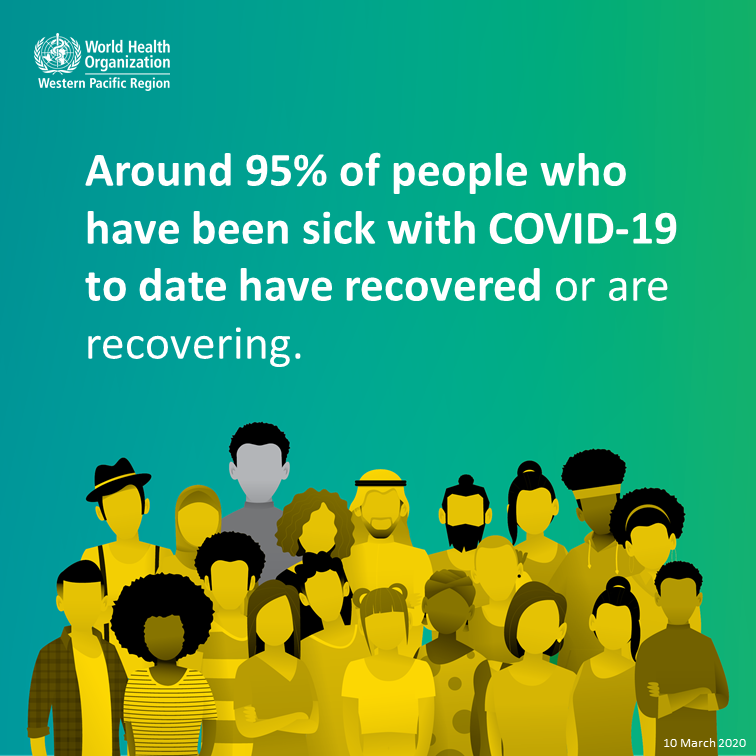 World Health
Organization
Western Pacific Region
Around 95% of people who
have been sick with COVID-19
to date have recovered or are
recovering.
10 March 2020